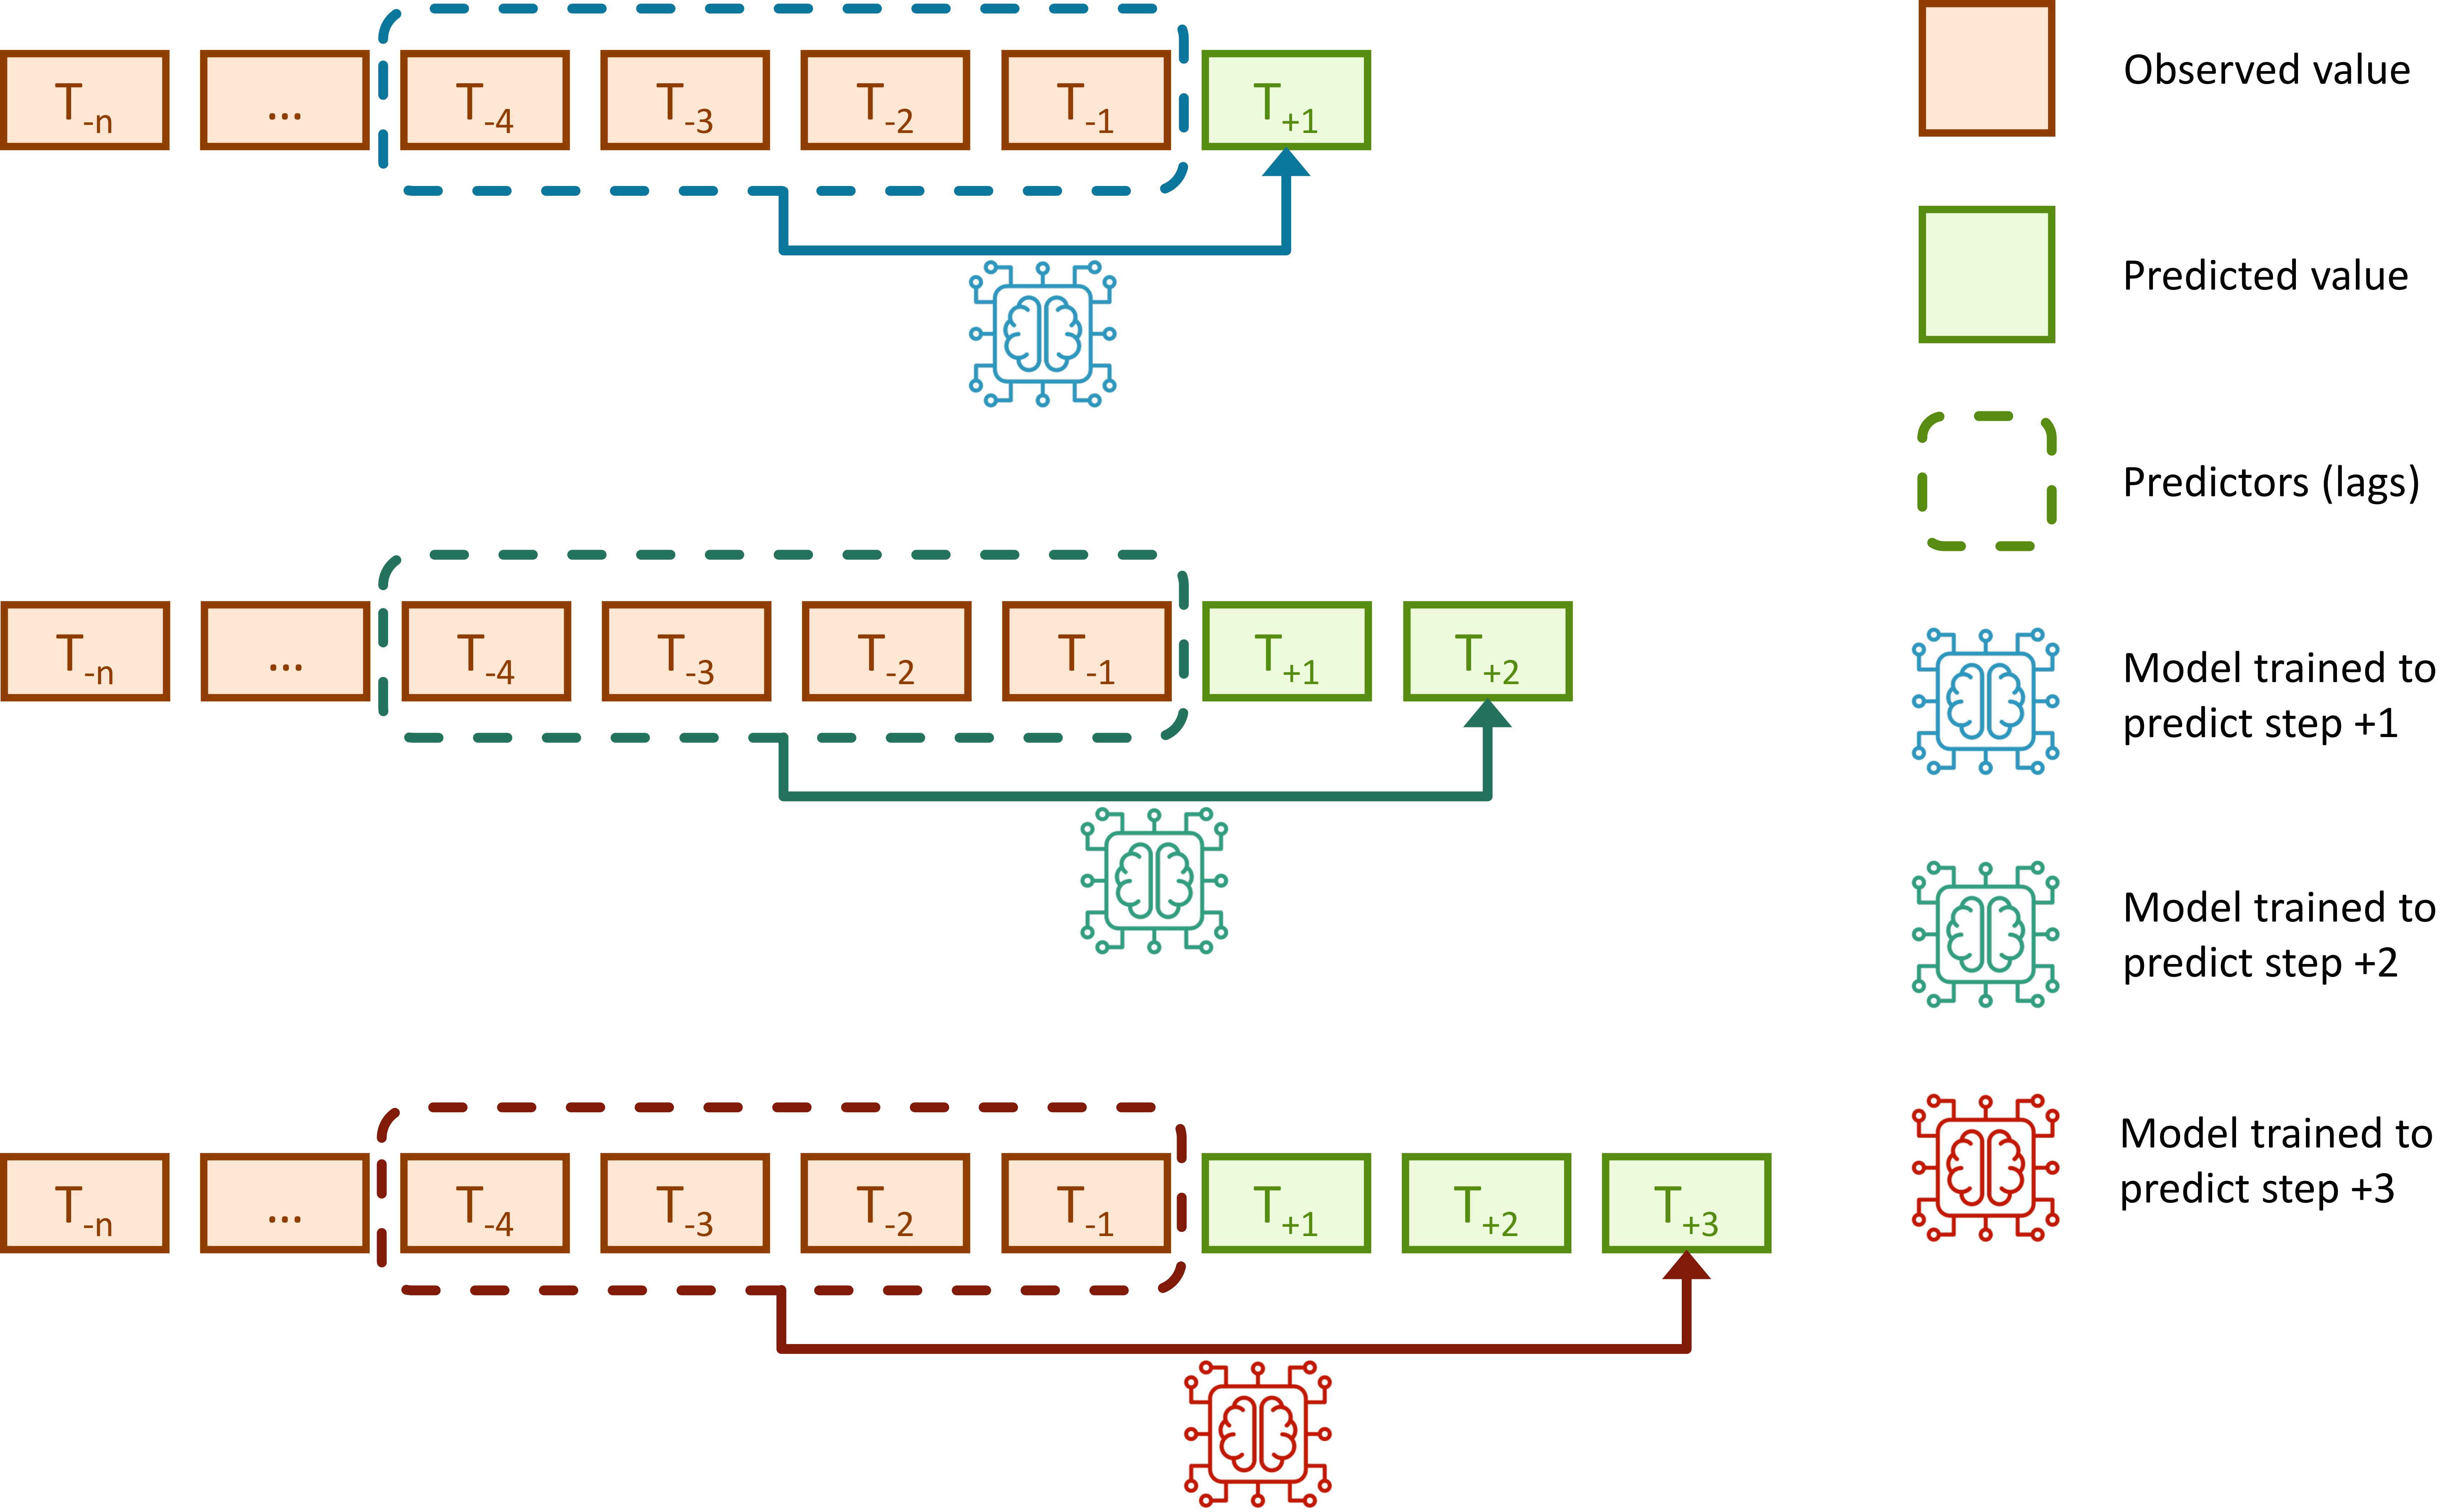 T-n ... T-4 T-3 T-2 T-1 T+1
Observed value
Predicted value
Predictors (lags)
T-n ... T-4 T-3 T-2 T-1 T+1 T+2
Model trained to
predict step +1
Model trained to
predict step +2
T-n ... T-4 T-3 T-2 T-1 T+1 T+2 T+3
Model trained to
predict step +3